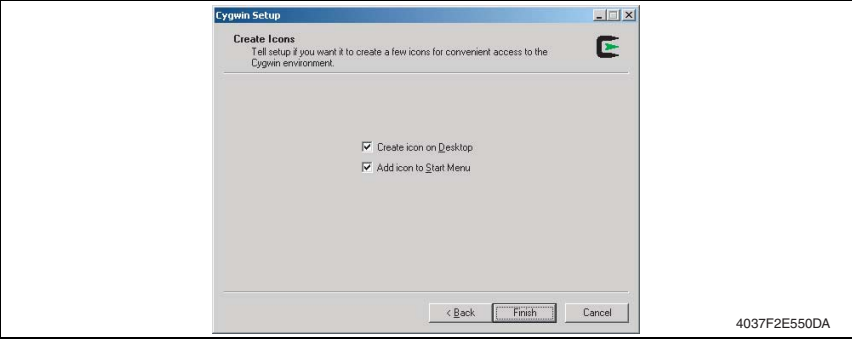 Cygwin Setup
Create Icons
Tell setup if you want it to create a few icons for convenient access to the
Cygwin environment.
Create icon on Desktop
Add icon to Start Menu
< Back Finish Cancel
4037F2E550DA